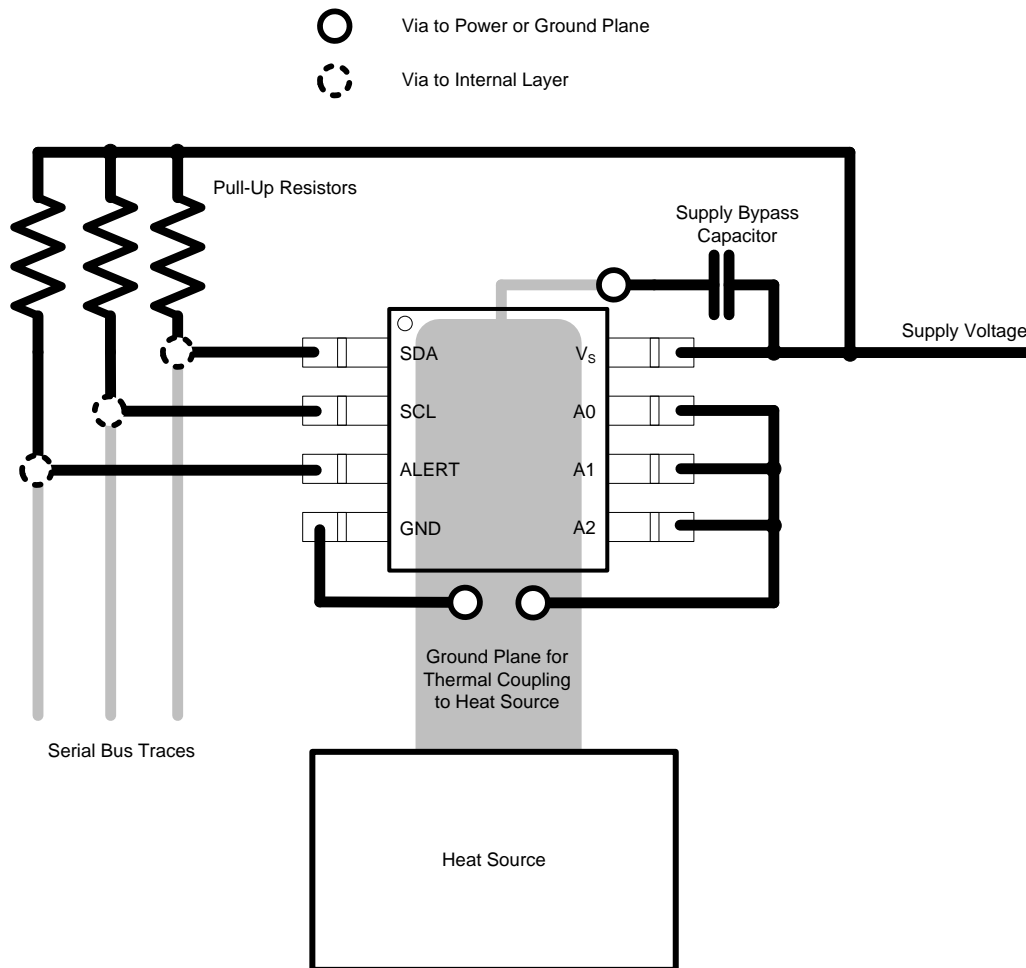 Via to Power or Ground Plane
Via to Internal Layer
Pull-Up Resistors
Supply Bypass
Capacitor
Supply Voltage
SDA
VS
SCL
A0
ALERT
A1
GND
A2
Ground Plane for
Thermal Coupling
to Heat Source
Serial Bus Traces
Heat Source